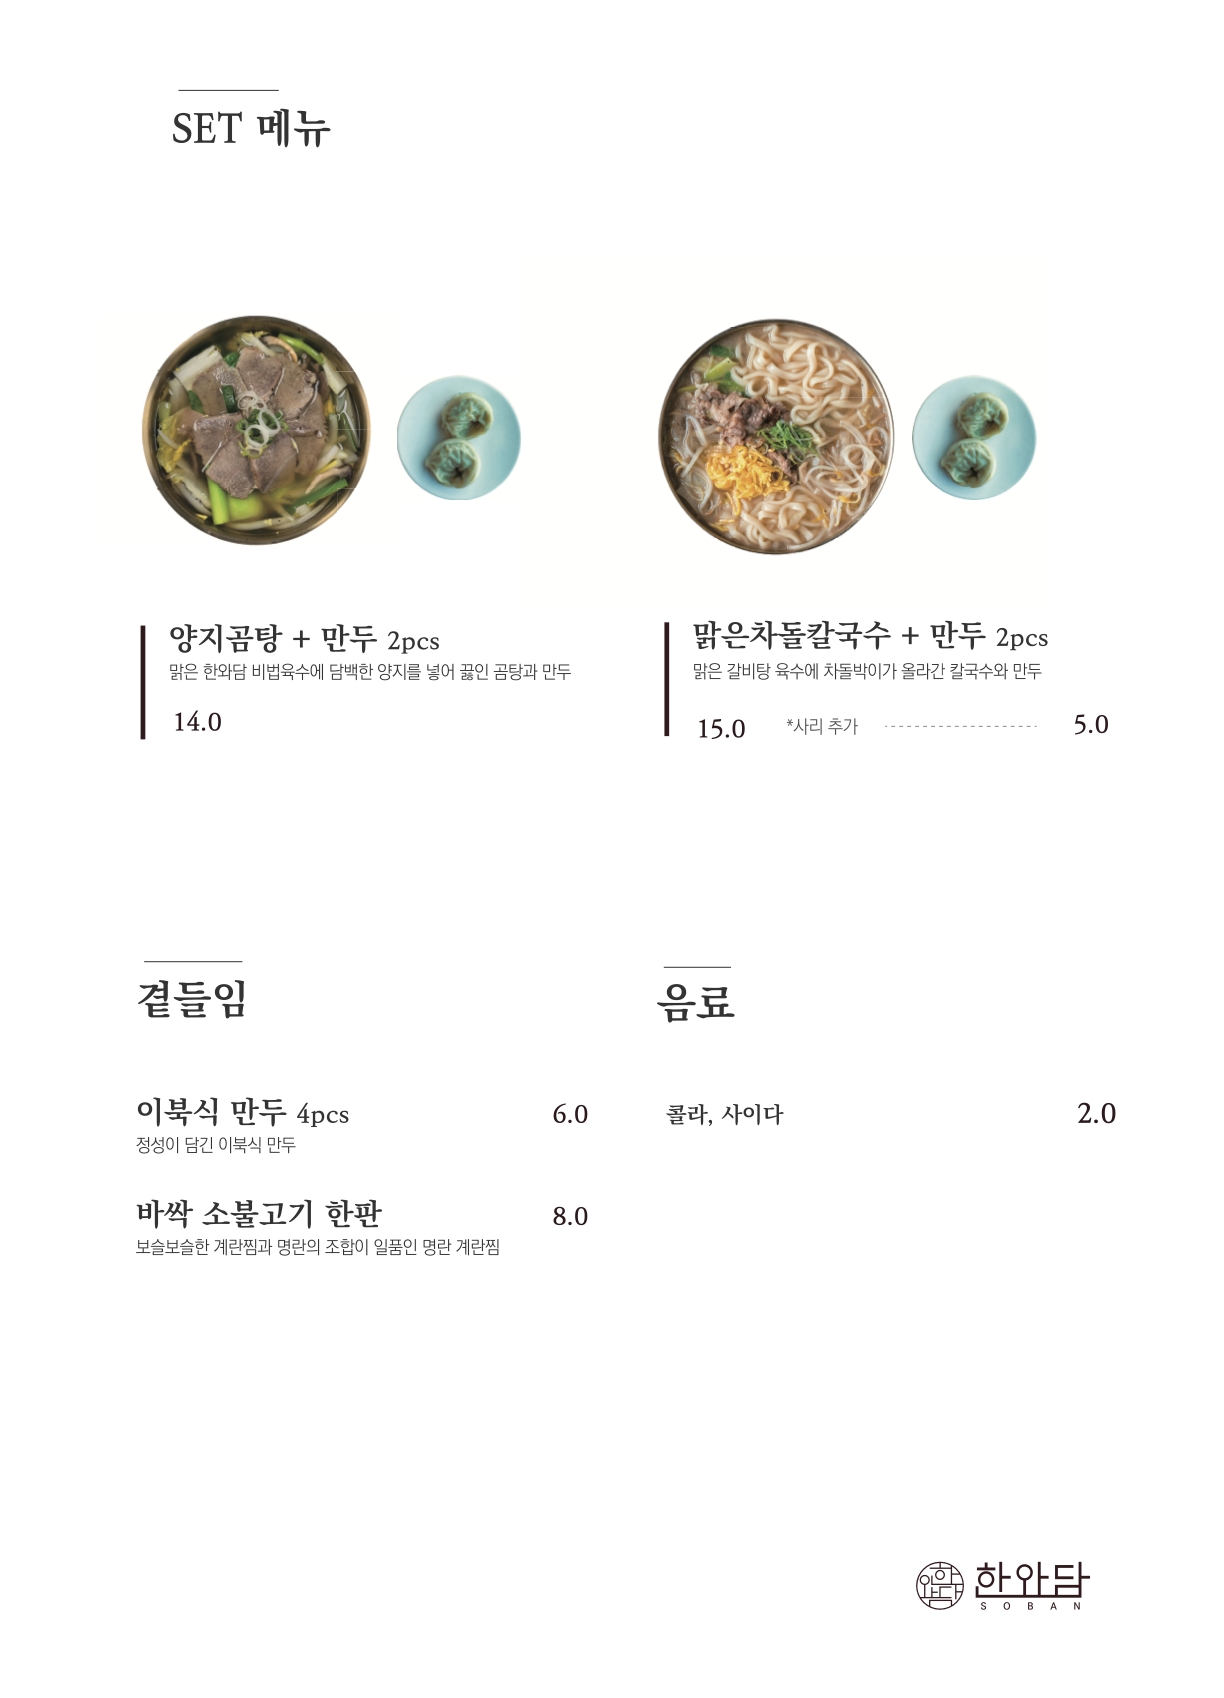 SET 메뉴
양지곰탕 + 만두 2pcs
맑은 한와담 비법육수에 담백한 양지를 넣어 끓인 곰탕과 만두
14.0
맑은차돌칼국수 + 만두 2pcs
맑은 갈비탕 육수에 차돌박이가 올라간 칼국수와 만두
15.0 *사리 추가 5.0
곁들임
이북식 만두 4pcs 6.0
정성이 담긴 이북식 만두
바싹 소불고기 한판 8.0
보슬보슬한 계란찜과 명란의 조합이 일품인 명란 계란찜
음료
콜라, 사이다 2.0
한와담
한와담
SOBAN